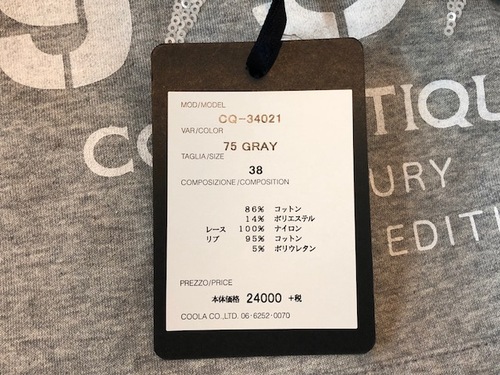 MOD/MODEL
CQ-34021
VAR/COLOR
75 GRAY
TAGLIA/SIZE
38
COMPOSIZIONE/COMPOSITION
86% コットン
14% ポリエステル
レース 100% ナイロン
リブ 95% コットン
5% ポリウレタン
PREZZO/PRICE
本体価格 24000 +税
COOLA CO.,LTD. 06-6252-0070
EDITI